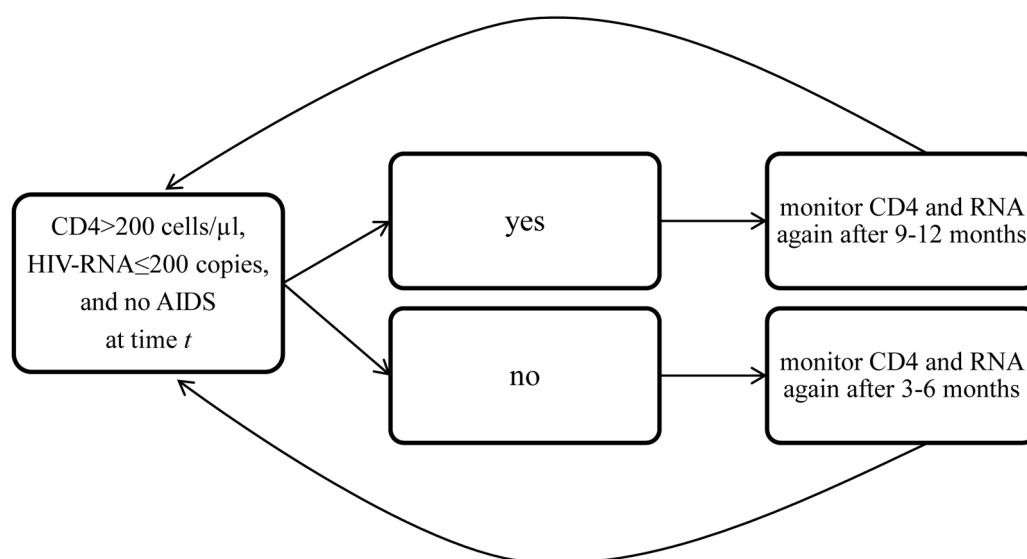 CD4>200 cells/µl,
HIV-RNA≤200 copies,
and no AIDS
at time t
yes
monitor CD4 and RNA
again after 9-12 months
no
monitor CD4 and RNA
again after 3-6 months